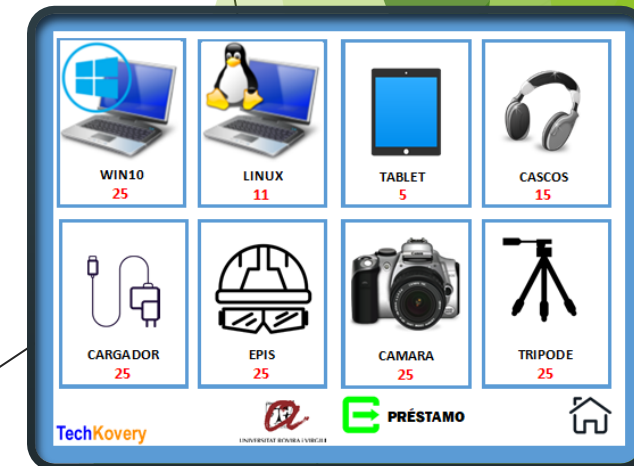 WIN10
25
LINUX
11
TABLET
5
CASCOS
15
CARGADOR
25
EPIS
25
CAMARA
25
TRIPODE
25
TechKovery
UNIVERSITAT ROVIRA i VIRGILI
PRÉSTAMO